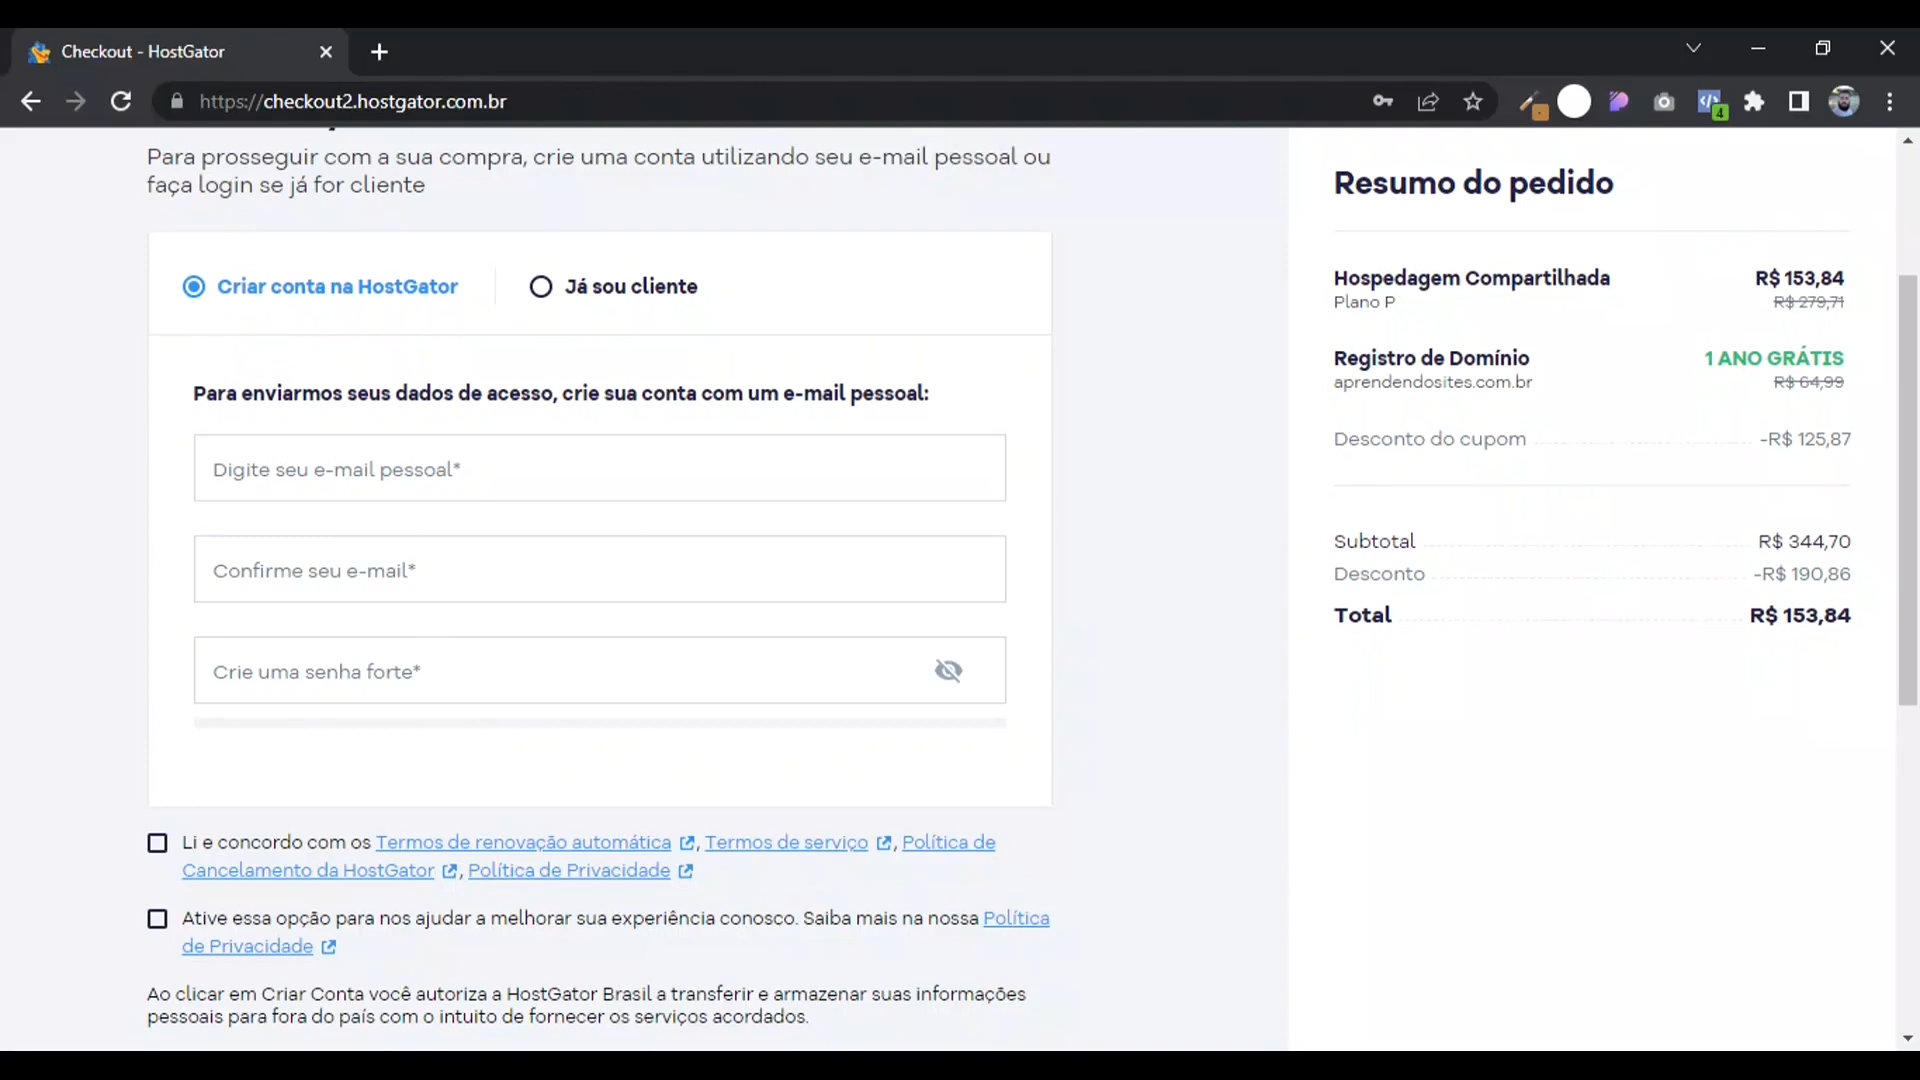 Checkout - HostGator
https://checkout2.hostgator.com.br
4
Para prosseguir com a sua compra, crie uma conta utilizando seu e-mail pessoal ou
faça login se já for cliente
Criar conta na HostGator
Já sou cliente
Para enviarmos seus dados de acesso, crie sua conta com um e-mail pessoal:
Digite seu e-mail pessoal*
Confirme seu e-mail*
Crie uma senha forte*
Li e concordo com os Termos de renovação automática, Termos de serviço, Política de
Cancelamento da HostGator, Política de Privacidade
Ative essa opção para nos ajudar a melhorar sua experiência conosco. Saiba mais na nossa Política
de Privacidade
Ao clicar em Criar Conta você autoriza a HostGator Brasil a transferir e armazenar suas informações
pessoais para fora do país com o intuito de fornecer os serviços acordados.
Resumo do pedido
Hospedagem Compartilhada R$ 153,84
Plano P R$ 279,71
Registro de Domínio 1 ANO GRÁTIS
aprendendosites.com.br R$ 64,99
Desconto do cupom -R$ 125,87
Subtotal R$ 344,70
Desconto -R$ 190,86
Total R$ 153,84